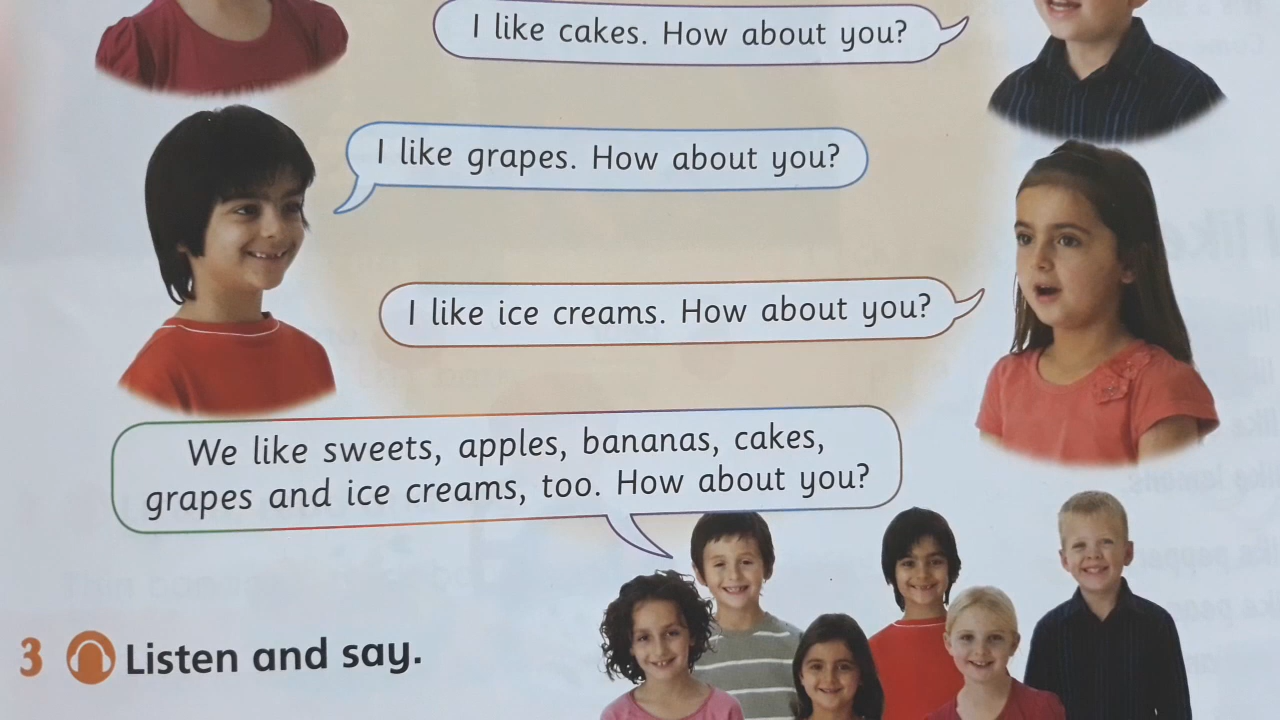 I like cakes. How about you?
I like grapes. How about you?
I like ice creams. How about you?
We like sweets, apples, bananas, cakes,
grapes and ice creams, too. How about you?
3 Listen and say.